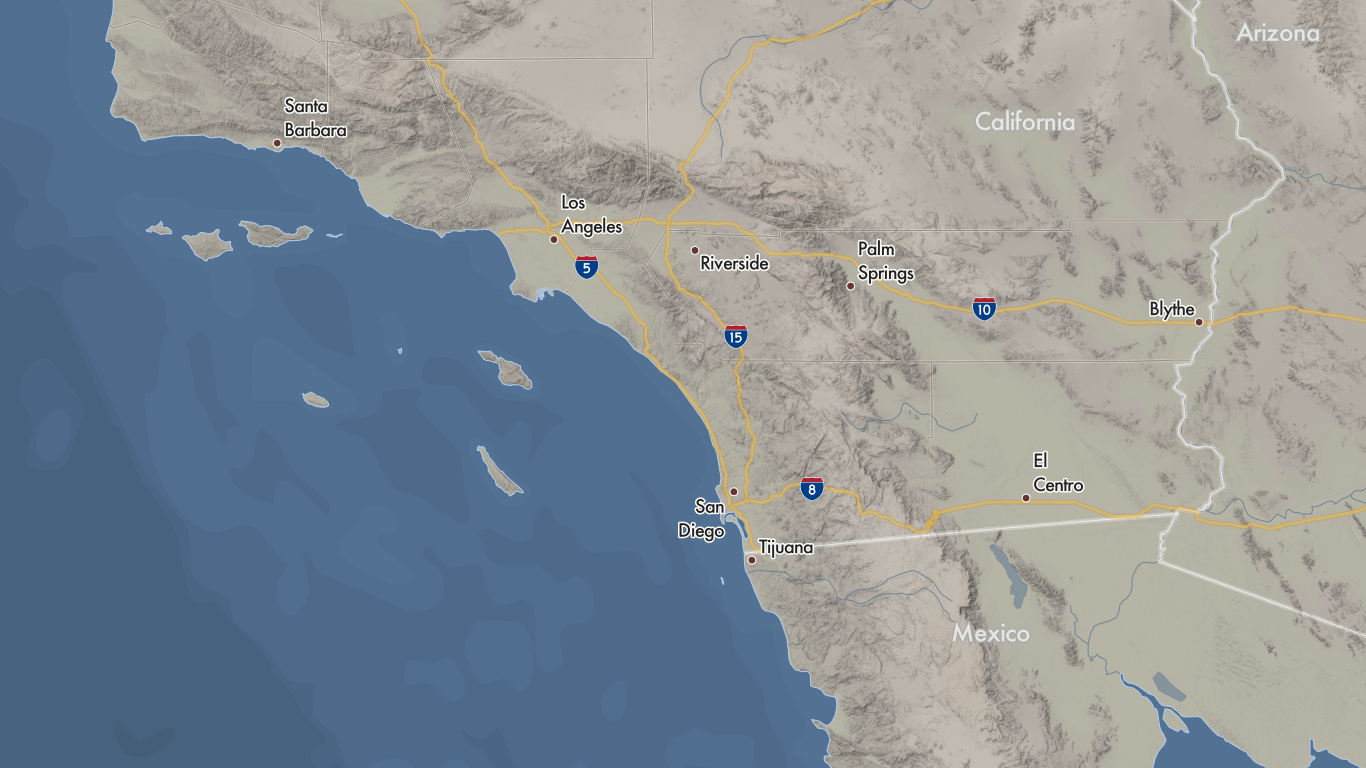 Arizona
California
Santa
Barbara
Los
Angeles
5
Riverside
Palm
Springs
10
Blythe
15
El
Centro
8
San
Diego
Tijuana
Mexico